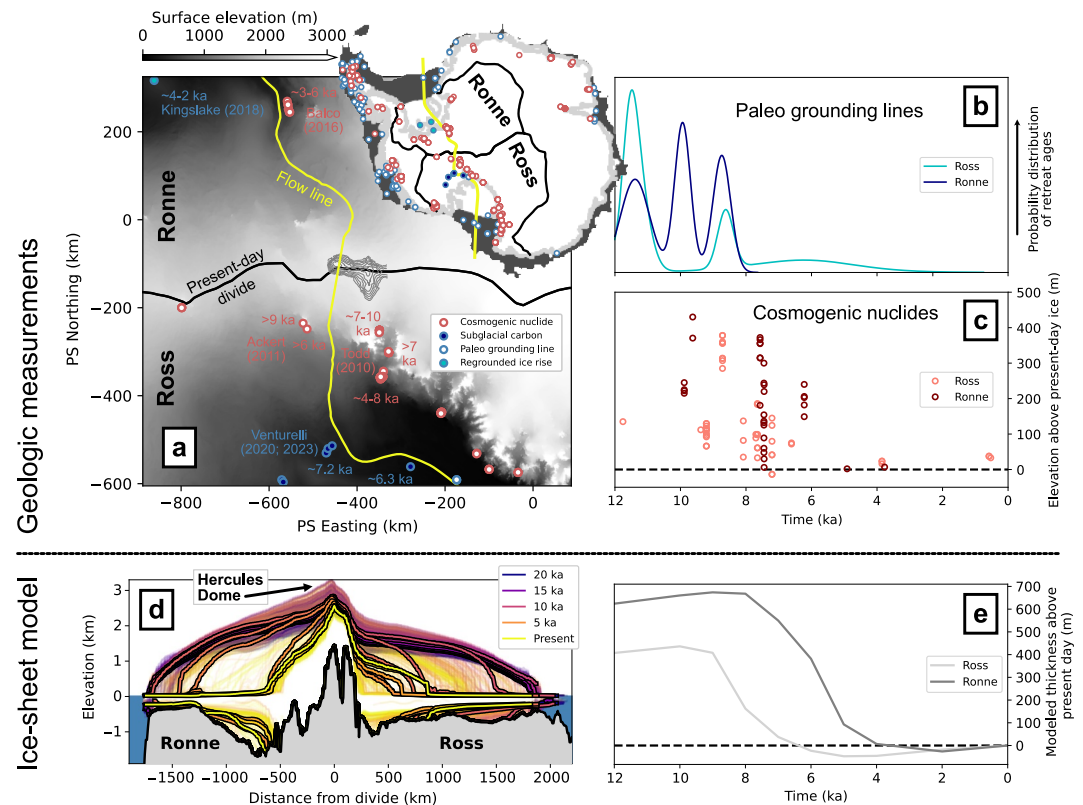 Geologic measurements
Ice-sheet model
Surface elevation (m)
0 1000 2000 3000
~4-2 ka
Kingslake (2018)
~3-6 ka
Balco
(2016)
Flow line
Ronne
Ross
Present-day
divide
>9 ka
(2011)
~7-10
ka
>7
ka
Todd
(2010)
~4-8 ka
Venturelli
(2020; 2023)
~7.2 ka
~6.3 ka
Cosmogenic nuclide
Subglacial carbon
Paleo grounding line
Regrounded ice rise
a
PS Northing (km)
200
0
−200
−400
−600
−800 −600 −400 −200 0
PS Easting (km)
Ronne
Ross
Paleo grounding lines
b
Ross
Ronne
Probability distribution
of retreat ages
Cosmogenic nuclides
c
Ross
Ronne
500
400
300
200
100
0
Elevation above present-day ice (m)
12 10 8 6 4 2 0
Time (ka)
Hercules
Dome
d
20 ka
15 ka
10 ka
5 ka
Present
Elevation (km)
3
2
1
0
−1
Ronne
Ross
−1500 −1000 −500 0 500 1000 1500 2000
Distance from divide (km)
e
Ross
Ronne
700
600
500
400
300
200
100
0
Modeled thickness above
present day (m)
12 10 8 6 4 2 0
Time (ka)